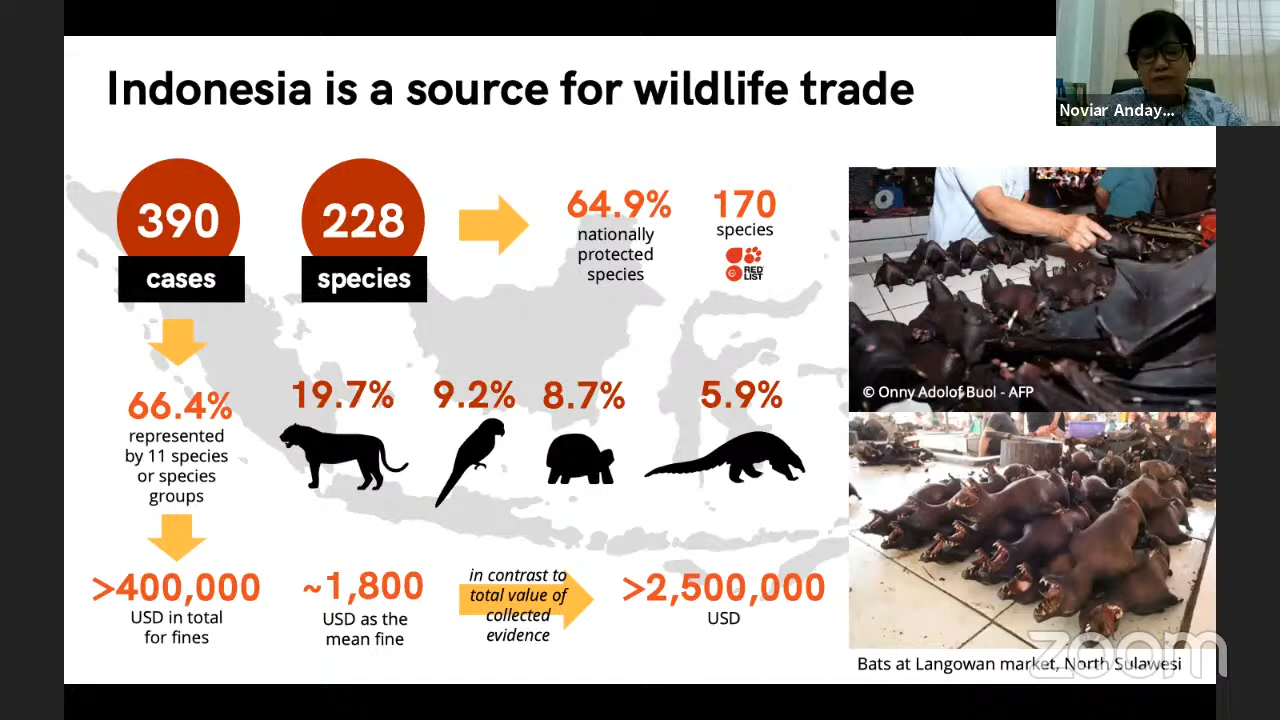 Indonesia is a source for wildlife trade
Noviar Anday...
390
cases
228
species
64.9%
nationally
protected
species
170
species
RED
LIST
66.4%
represented
by 11 species
or species
groups
19.7%
9.2%
8.7%
5.9%
>400,000
USD in total
for fines
~1,800
USD as the
mean fine
in contrast to
total value of
collected
evidence
>2,500,000
USD
© Onny Adolof Buol - AFP
Bats at Langowan market, North Sulawesi
zoom